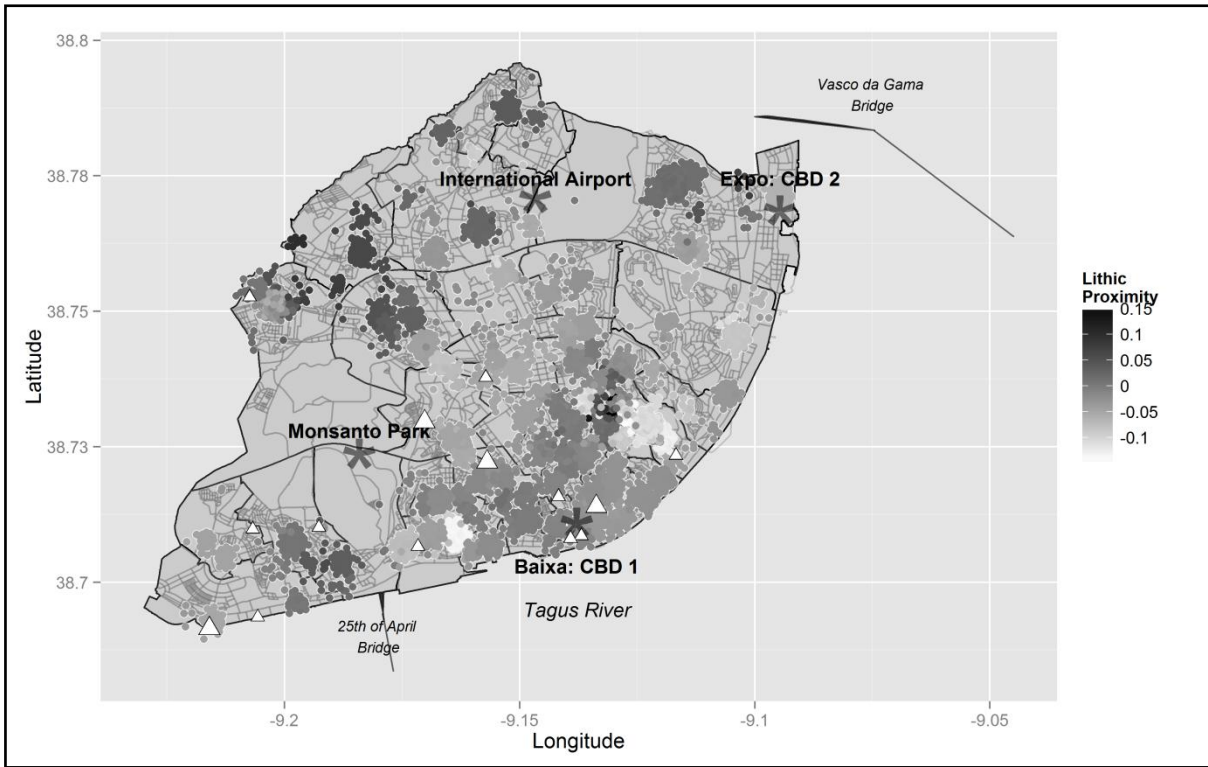 38.8
Vasco da Gama
Bridge
38.78
International Airport
Expo: CBD 2
Lithic
Proximity
0.15
38.75
0.05
0
-0.05
-0.1
Latitude
Monsanto Park
38.73
Baixa: CBD 1
38.7
Tagus River
25th of April
Bridge
-9.2
-9.15
-9.1
-9.05
Longitude